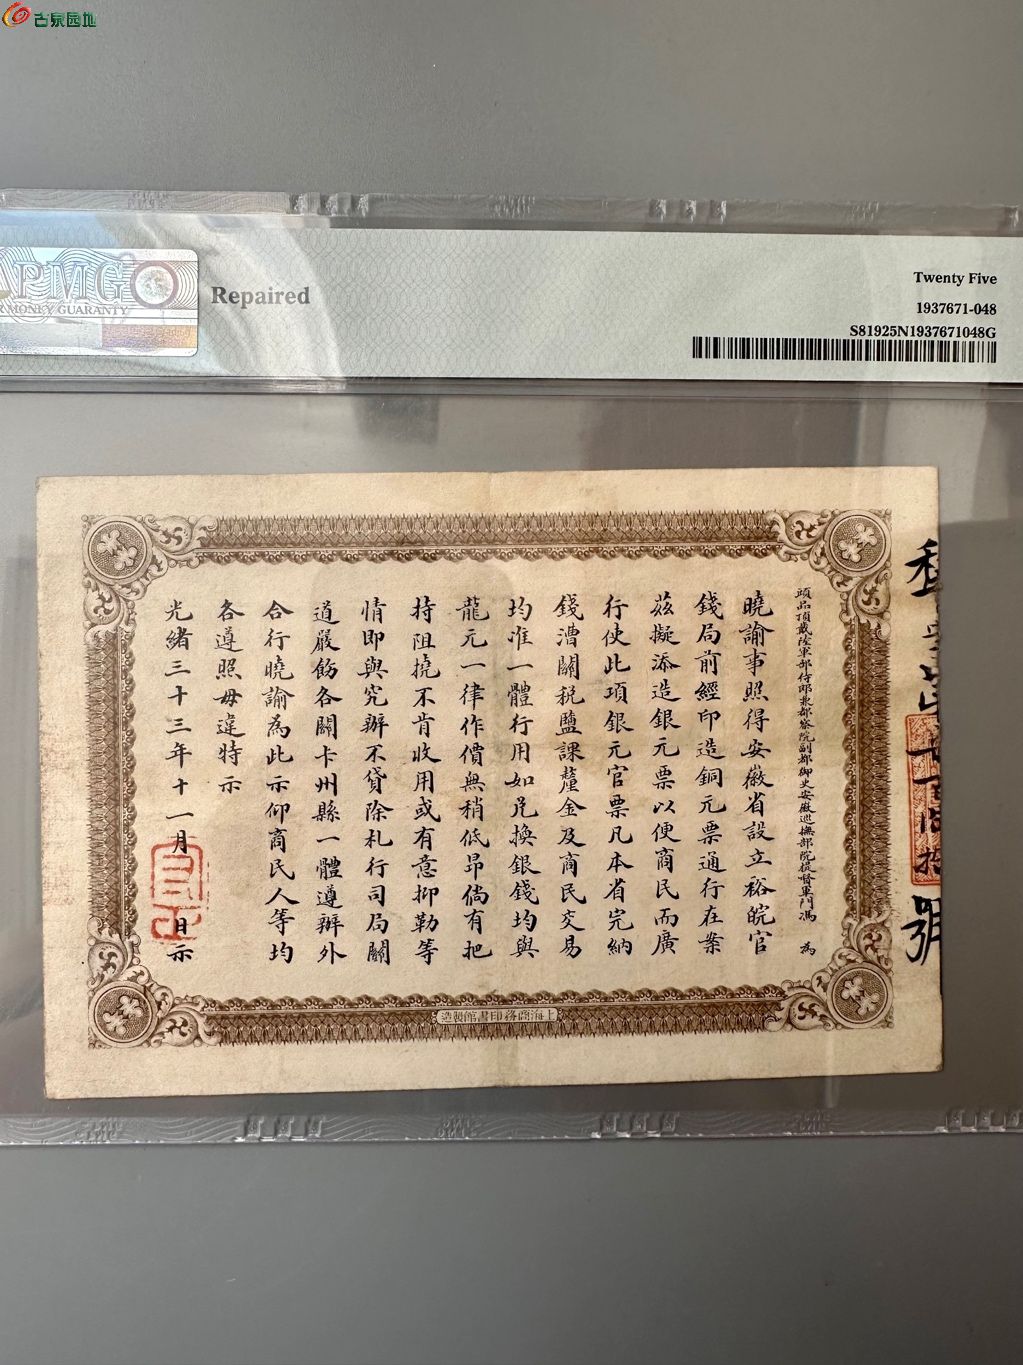 古泉园地
PMG
MONEY GUARANTY
Repaired
Twenty Five
1937671-048
S81925N1937671048G
頭品頂戴陸軍部侍郎兼都察院副都御史安徽巡撫部院提督軍門馮 為
曉諭事照得安徽省設立裕皖官
錢局前經印造銅元票通行在案
茲擬添造銀元票以便商民而廣
行使此項銀元官票凡本省完納
錢漕關税盬課釐金及商民交易
均准一體行用如兑換銀錢均與
龍元一律作價無稍低昂倘有把
持阻撓不肯收用或有意抑勒等
情即與究辦不貸除札行司局關
道嚴飭各關卡州縣一體遵辦外
合行曉諭為此示仰商民人等均
各遵照毋違特示
光緒三十三年十一月 日示
上海商務印書館製造
號